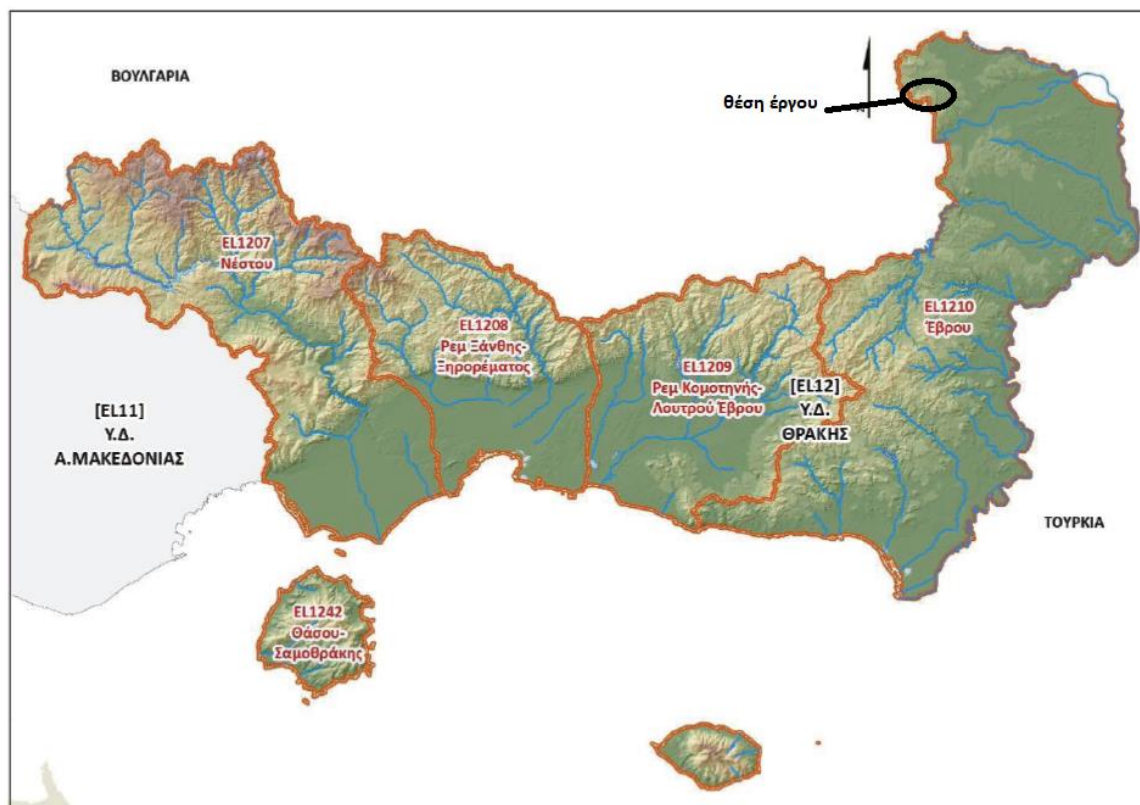 ΒΟΥΛΓΑΡΙΑ
θέση έργου
EL1207
Νέστου
EL1208
Ρεμ Ξάνθης-
Ξηρορέματος
EL1209
Ρεμ Κομοτηνής-
Λουτρού Έβρου
EL1210
Έβρου
[EL12]
Υ.Δ.
ΘΡΑΚΗΣ
[EL11]
Υ.Δ.
Α.ΜΑΚΕΔΟΝΙΑΣ
ΤΟΥΡΚΙΑ
EL1242
Θάσου-
Σαμοθράκης